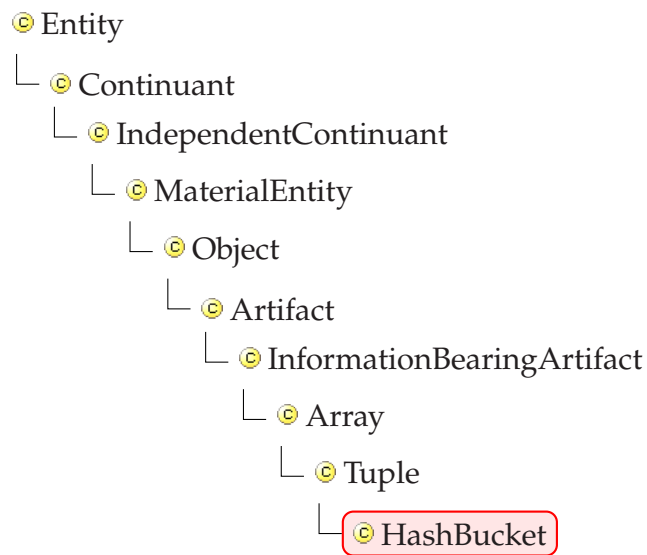 C Entity
C Continuant
C IndependentContinuant
C MaterialEntity
C Object
C Artifact
C InformationBearingArtifact
C Array
C Tuple
C HashBucket